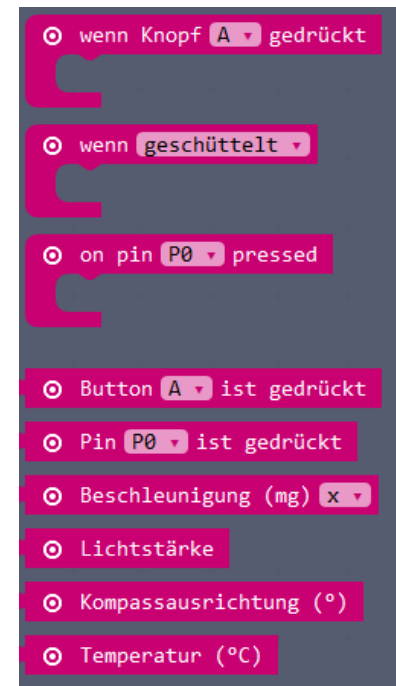 wenn Knopf A gedrückt
wenn geschüttelt
on pin P0 pressed
Button A ist gedrückt
Pin P0 ist gedrückt
Beschleunigung (mg) x
Lichtstärke
Kompassausrichtung (º)
Temperatur (ºC)